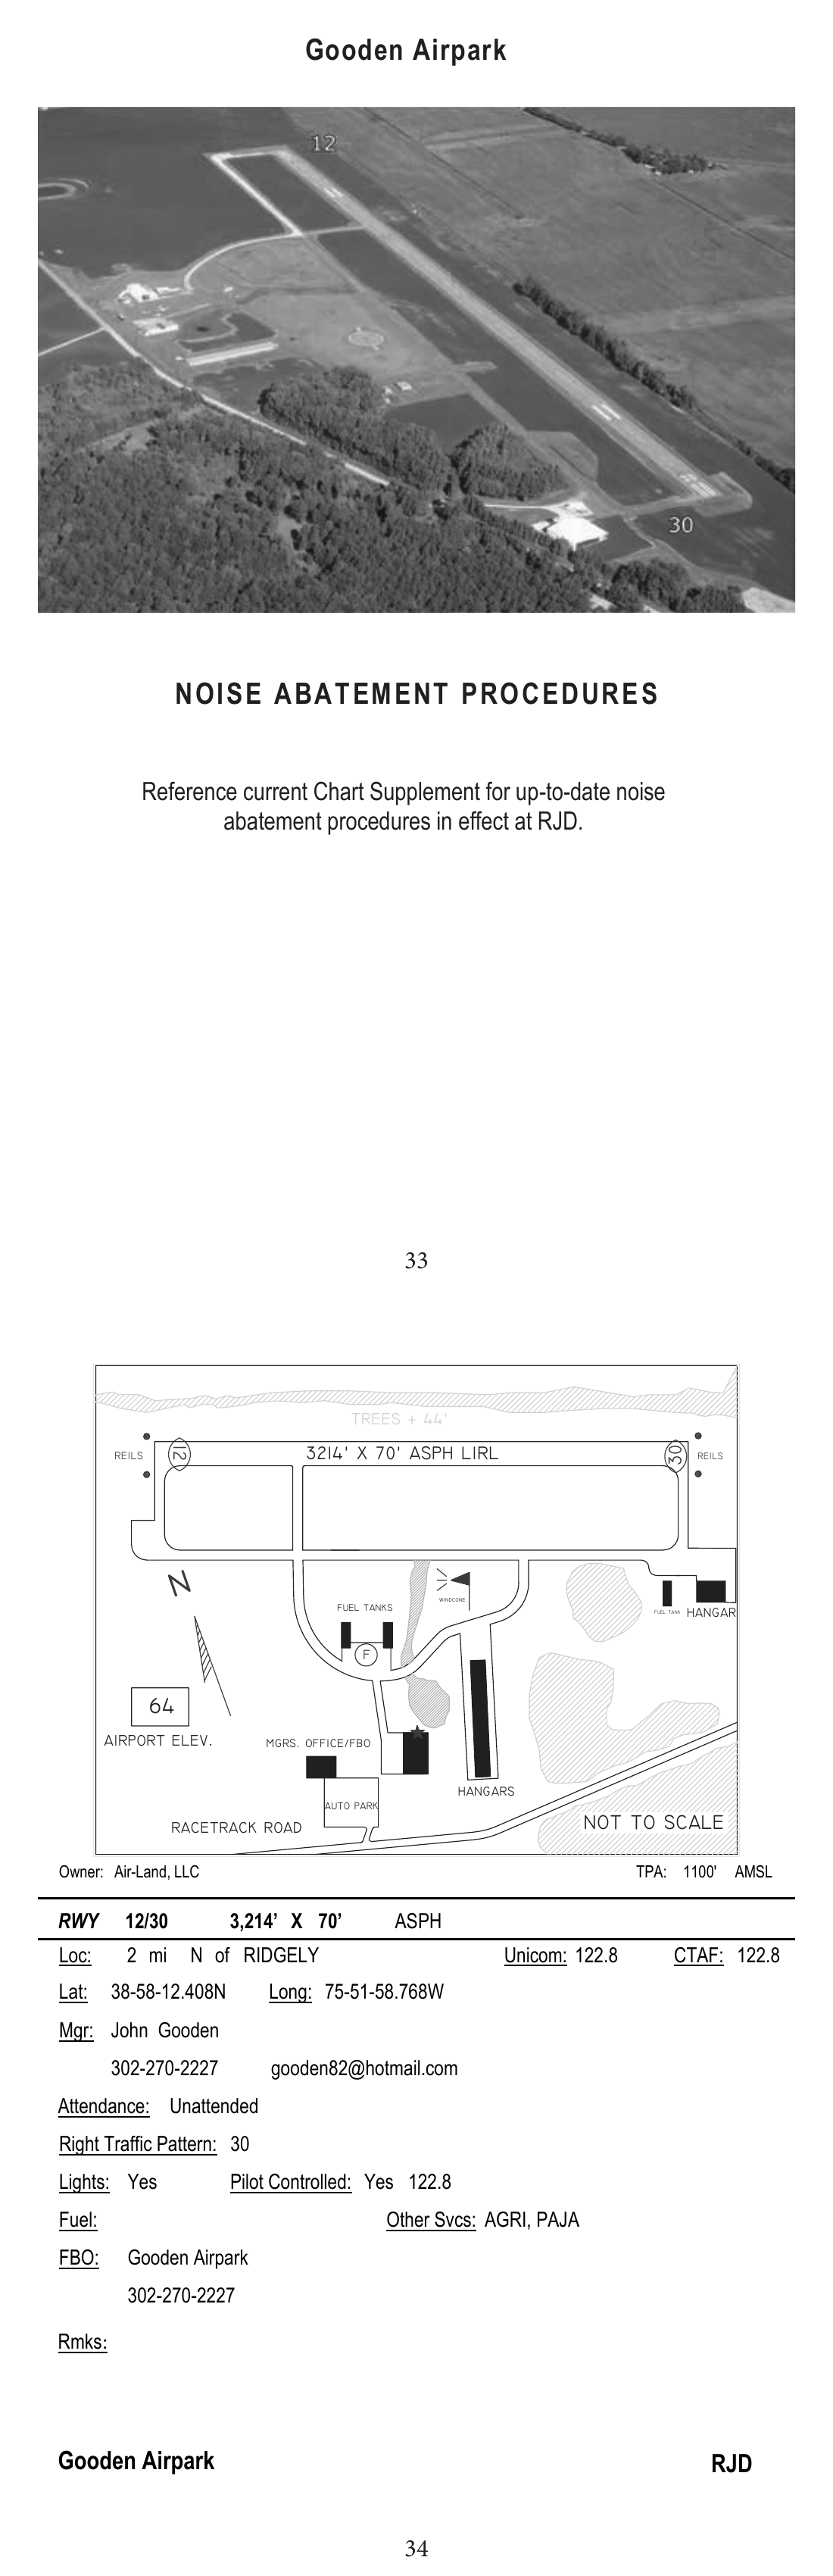 Gooden Airpark
12
30
NOISE ABATEMENT PROCEDURES
Reference current Chart Supplement for up-to-date noise
abatement procedures in effect at RJD.
33
TREES + 44'
REILS
12
3214' X 70' ASPH LIRL
30
REILS
N
WINDCONE
FUEL TANKS
FUEL TANK
HANGAR
F
64
AIRPORT ELEV.
MGRS. OFFICE/FBO
HANGARS
AUTO PARK
RACETRACK ROAD
NOT TO SCALE
Owner: Air-Land, LLC TPA: 1100' AMSL
RWY 12/30 3,214’ X 70’ ASPH
Loc: 2 mi N of RIDGELY Unicom: 122.8 CTAF: 122.8
Lat: 38-58-12.408N Long: 75-51-58.768W
Mgr: John Gooden
302-270-2227 gooden82@hotmail.com
Attendance: Unattended
Right Traffic Pattern: 30
Lights: Yes Pilot Controlled: Yes 122.8
Fuel: Other Svcs: AGRI, PAJA
FBO: Gooden Airpark
302-270-2227
Rmks:
Gooden Airpark RJD
34